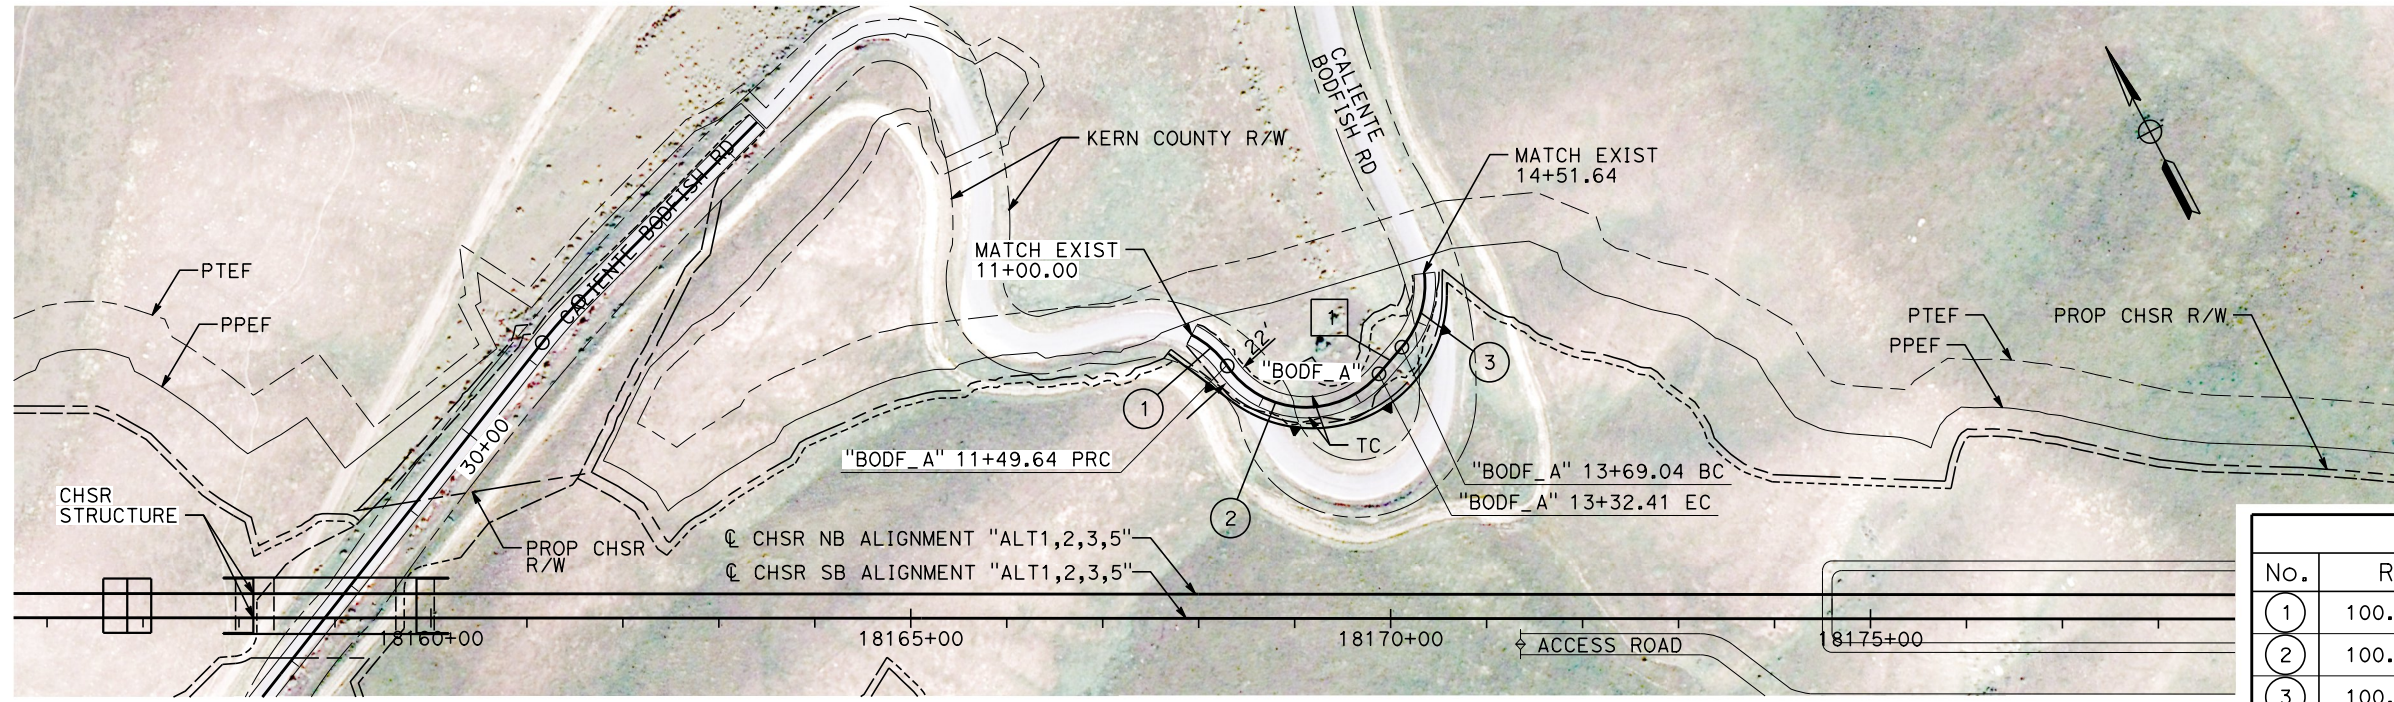 CALIENTE
BODFISH RD
KERN COUNTY R/W
MATCH EXIST
14+51.64
CALIENTE BODFISH RD
MATCH EXIST
11+00.00
PTEF
PPEF
1
22'
"BODF_A"
3
PTEF
PPEF
PROP CHSR R/W
1
TC
30+00
"BODF_A" 11+49.64 PRC
"BODF_A" 13+69.04 BC
"BODF_A" 13+32.41 EC
2
CHSR
STRUCTURE
PROP CHSR
R/W
℄ CHSR NB ALIGNMENT "ALT1,2,3,5"
℄ CHSR SB ALIGNMENT "ALT1,2,3,5"
18160+00
18165+00
18170+00
18175+00
ACCESS ROAD
No. R
1 100.
2 100.
3 100.